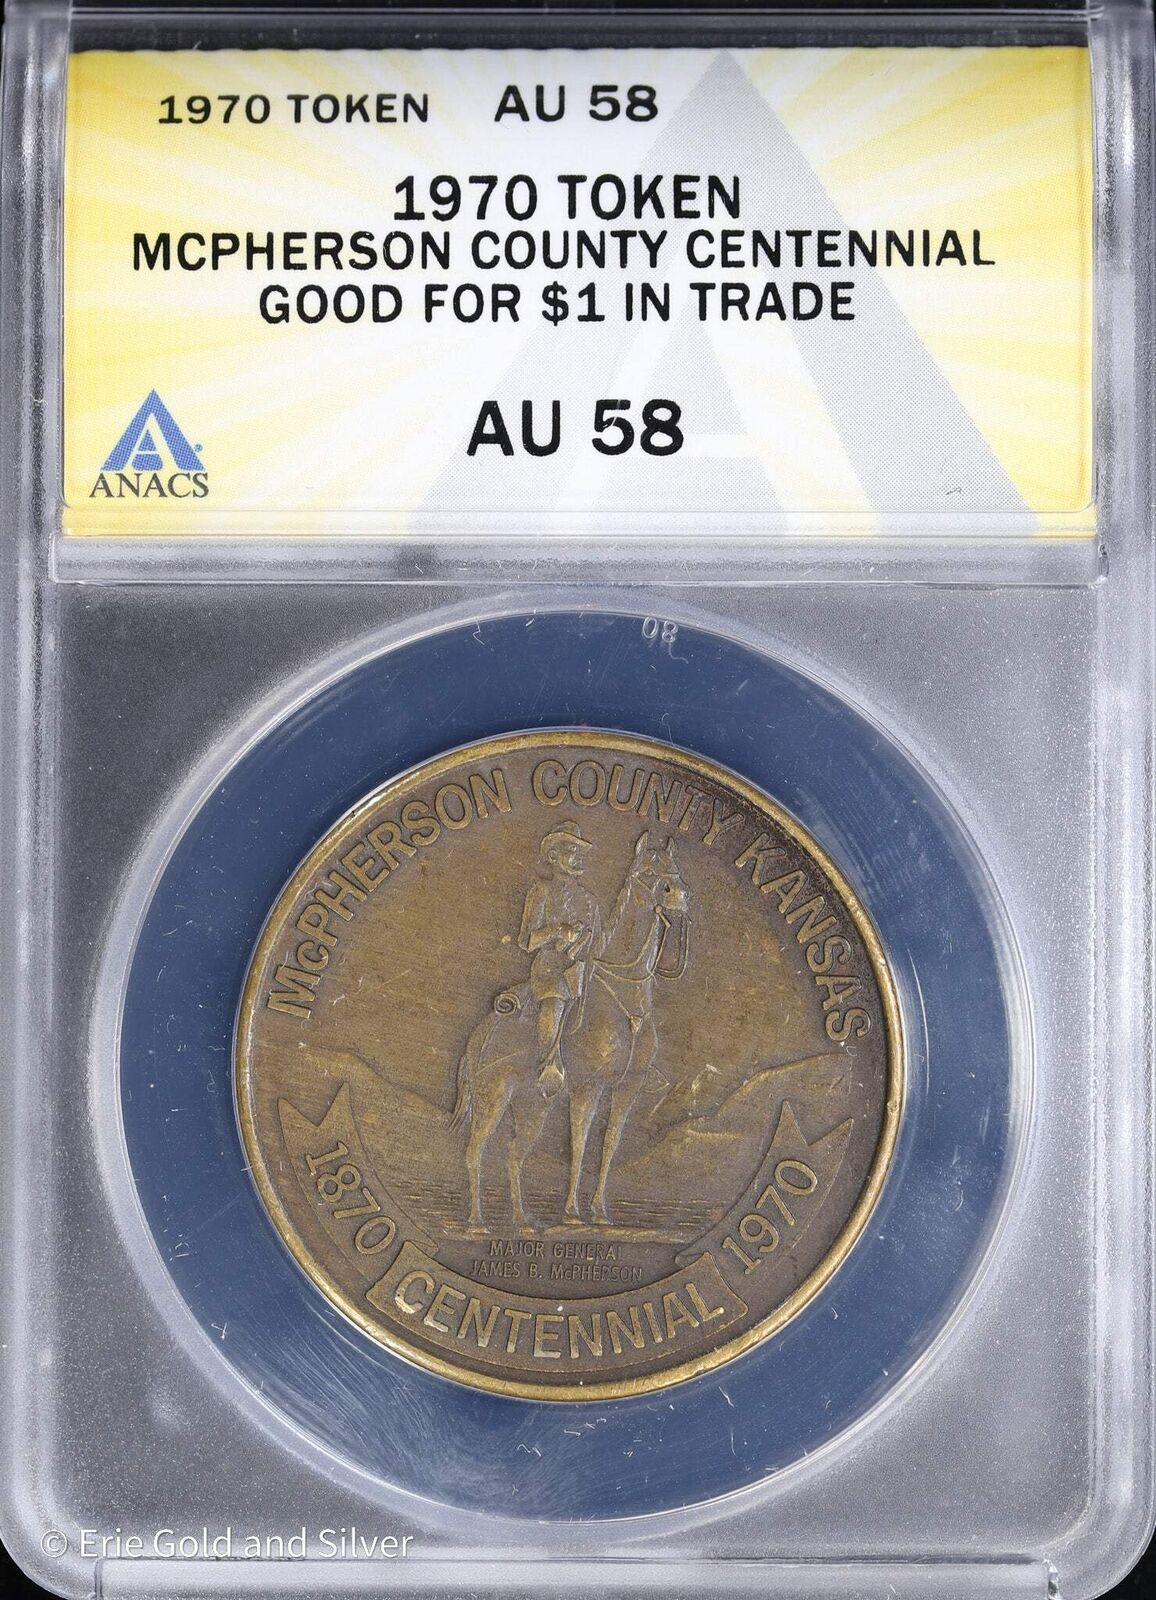 1970 TOKEN AU 58
1970 TOKEN
MCPHERSON COUNTY CENTENNIAL
GOOD FOR $1 IN TRADE
AU 58
ANACS
80
McPHERSON COUNTY KANSAS
MAJOR GENERAL
JAMES B. McPHERSON
1870 CENTENNIAL 1970
© Erie Gold and Silver